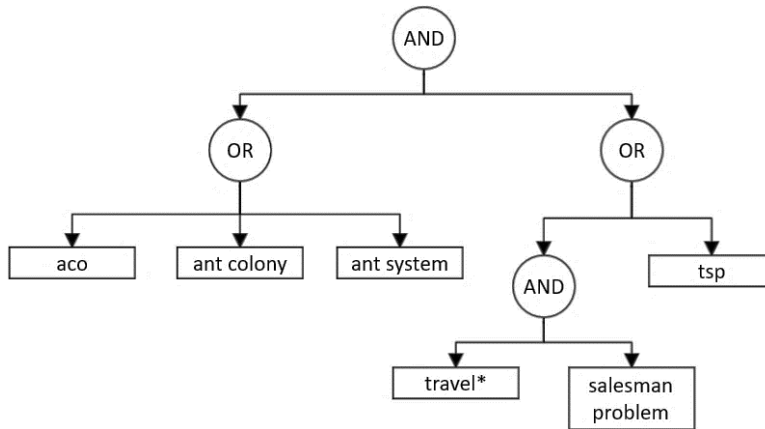 AND
OR
OR
aco
ant colony
ant system
AND
tsp
travel*
salesman
problem